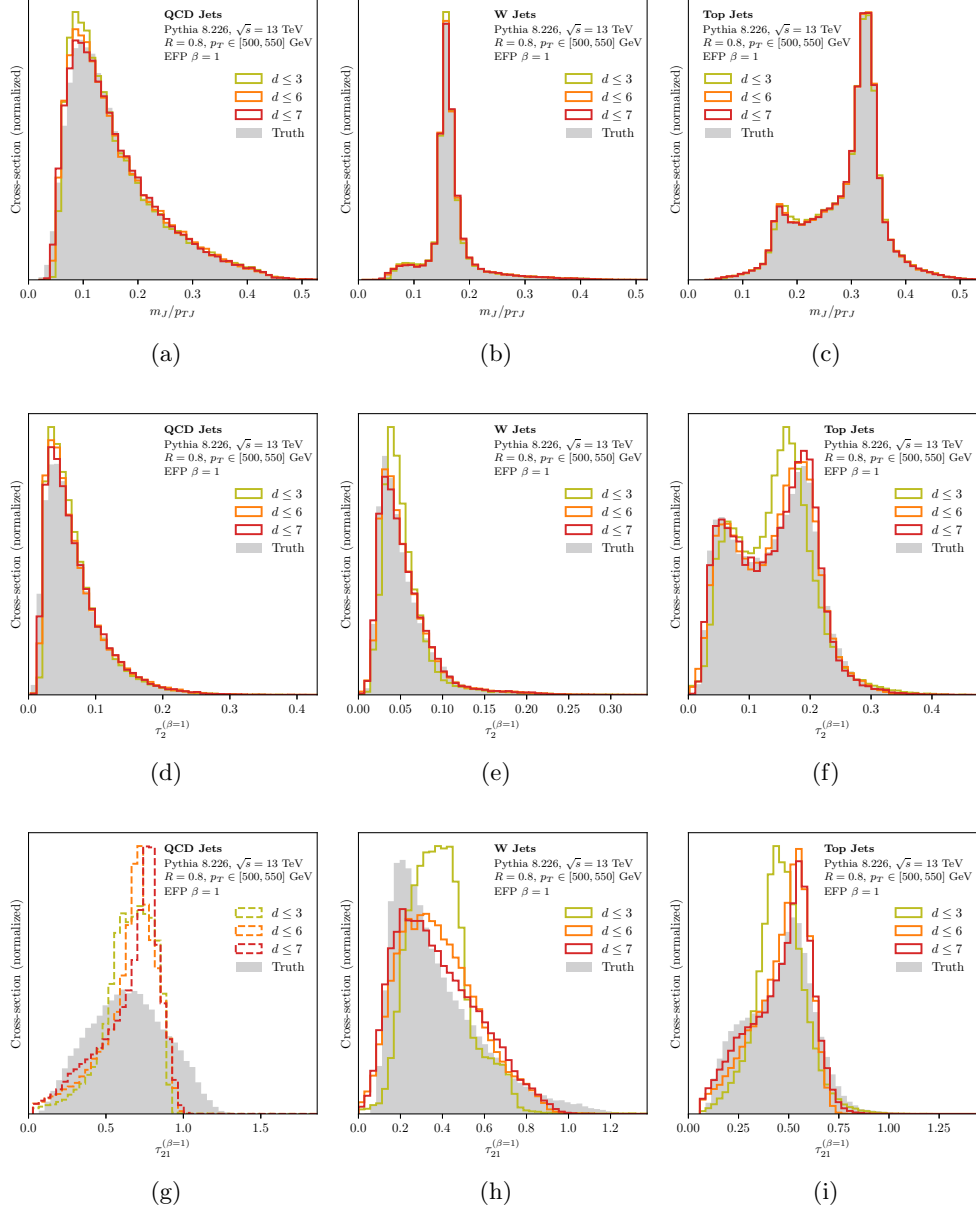 Cross-section (normalized)
QCD Jets
Pythia 8.226, √s = 13 TeV
R = 0.8, p_T ∈ [500, 550] GeV
EFP β = 1
d ≤ 3
d ≤ 6
d ≤ 7
Truth
0.0 0.1 0.2 0.3 0.4 0.5
m_J/p_{TJ}
(a)
Cross-section (normalized)
W Jets
Pythia 8.226, √s = 13 TeV
R = 0.8, p_T ∈ [500, 550] GeV
EFP β = 1
d ≤ 3
d ≤ 6
d ≤ 7
Truth
0.0 0.1 0.2 0.3 0.4 0.5
m_J/p_{TJ}
(b)
Cross-section (normalized)
Top Jets
Pythia 8.226, √s = 13 TeV
R = 0.8, p_T ∈ [500, 550] GeV
EFP β = 1
d ≤ 3
d ≤ 6
d ≤ 7
Truth
0.0 0.1 0.2 0.3 0.4 0.5
m_J/p_{TJ}
(c)
Cross-section (normalized)
QCD Jets
Pythia 8.226, √s = 13 TeV
R = 0.8, p_T ∈ [500, 550] GeV
EFP β = 1
d ≤ 3
d ≤ 6
d ≤ 7
Truth
0.0 0.1 0.2 0.3 0.4
τ_2^{(β=1)}
(d)
Cross-section (normalized)
W Jets
Pythia 8.226, √s = 13 TeV
R = 0.8, p_T ∈ [500, 550] GeV
EFP β = 1
d ≤ 3
d ≤ 6
d ≤ 7
Truth
0.00 0.05 0.10 0.15 0.20 0.25 0.30
τ_2^{(β=1)}
(e)
Cross-section (normalized)
Top Jets
Pythia 8.226, √s = 13 TeV
R = 0.8, p_T ∈ [500, 550] GeV
EFP β = 1
d ≤ 3
d ≤ 6
d ≤ 7
Truth
0.0 0.1 0.2 0.3 0.4
τ_2^{(β=1)}
(f)
Cross-section (normalized)
QCD Jets
Pythia 8.226, √s = 13 TeV
R = 0.8, p_T ∈ [500, 550] GeV
EFP β = 1
d ≤ 3
d ≤ 6
d ≤ 7
Truth
0.0 0.5 1.0 1.5
τ_{21}^{(β=1)}
(g)
Cross-section (normalized)
W Jets
Pythia 8.226, √s = 13 TeV
R = 0.8, p_T ∈ [500, 550] GeV
EFP β = 1
d ≤ 3
d ≤ 6
d ≤ 7
Truth
0.0 0.2 0.4 0.6 0.8 1.0 1.2
τ_{21}^{(β=1)}
(h)
Cross-section (normalized)
Top Jets
Pythia 8.226, √s = 13 TeV
R = 0.8, p_T ∈ [500, 550] GeV
EFP β = 1
d ≤ 3
d ≤ 6
d ≤ 7
Truth
0.00 0.25 0.50 0.75 1.00 1.25
τ_{21}^{(β=1)}
(i)